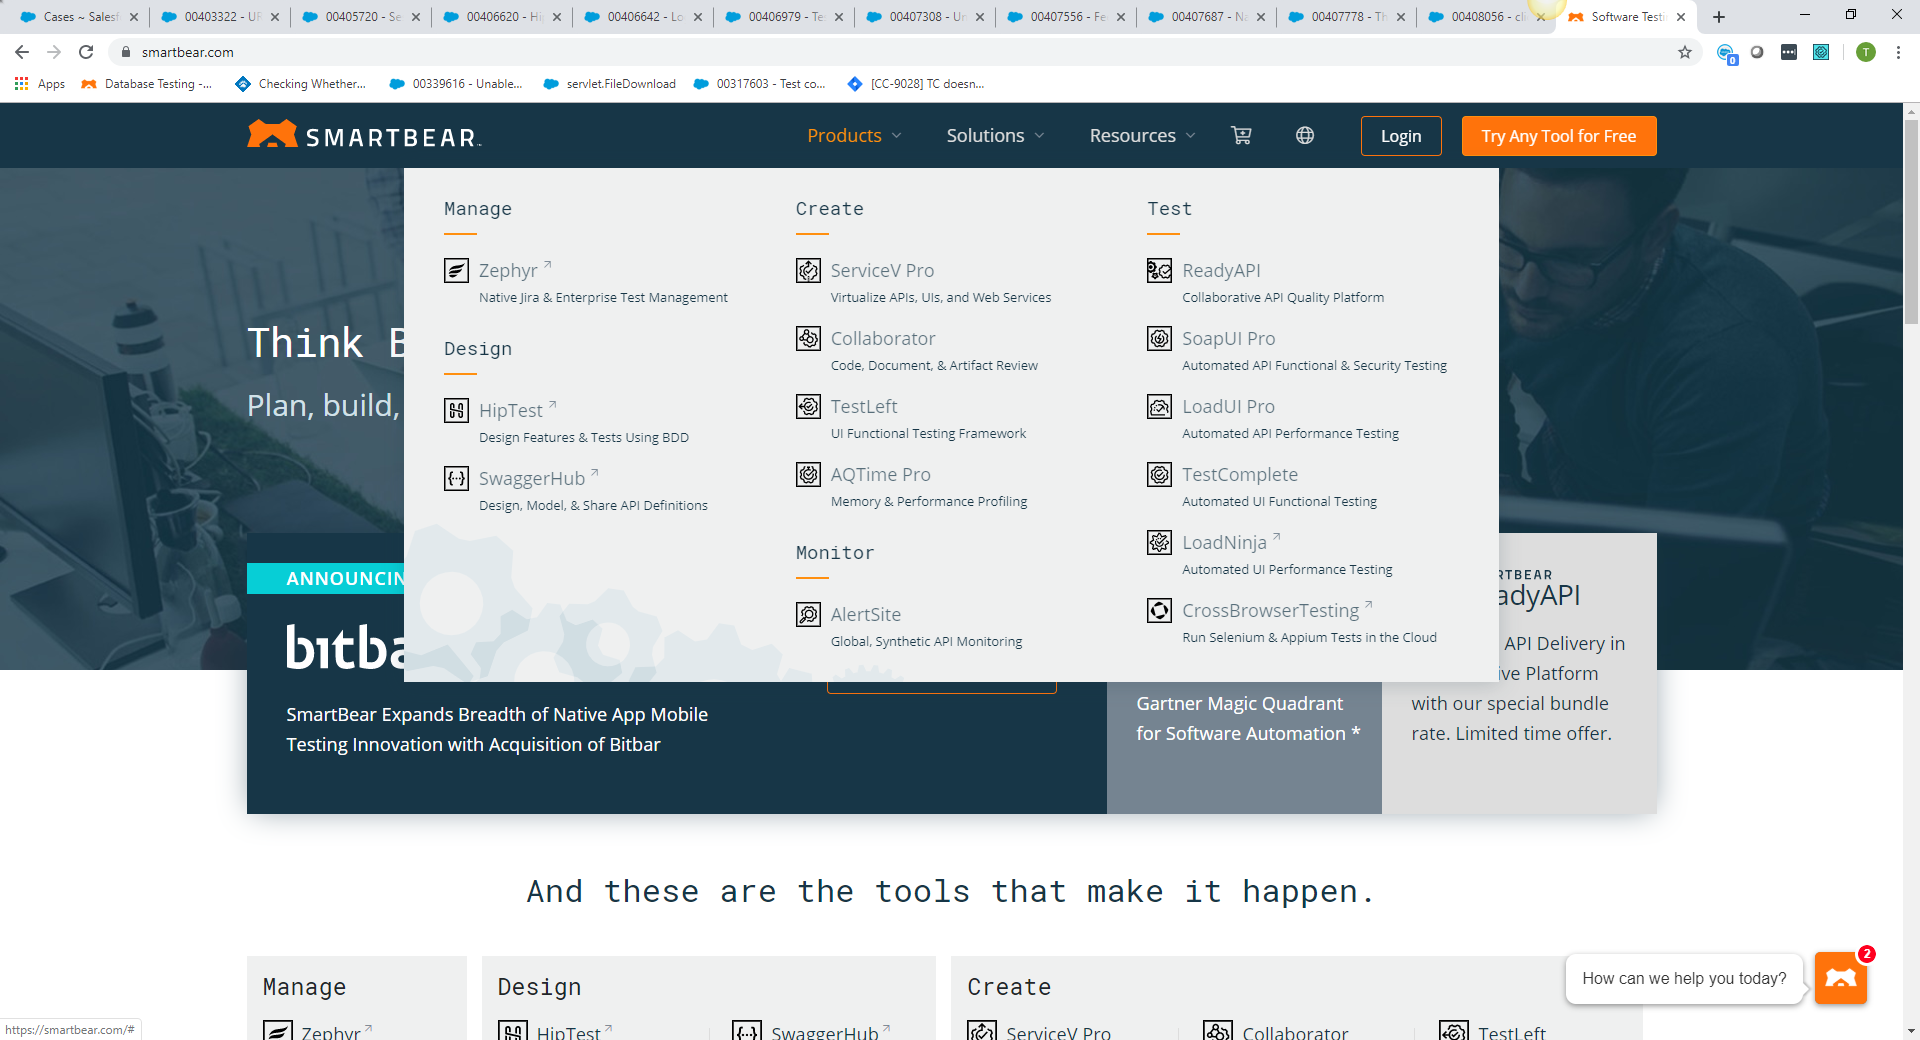 Cases ~ Salesf
00403322 - UF
00405720 - Se
00406620 - Hi
00406642 - Lo
00406979 - Te
00407308 - Un
00407556 - Fe
00407687 - Na
00407778 - Th
00408056 - cl
Software Testi
smartbear.com
0
T
Apps
Database Testing -...
Checking Whether...
00339616 - Unable...
servlet.FileDownload
00317603 - Test co...
[CC-9028] TC doesn...
SMARTBEAR
Products
Solutions
Resources
Login
Try Any Tool for Free
Manage
Zephyr
Native Jira & Enterprise Test Management
Design
HipTest
Design Features & Tests Using BDD
SwaggerHub
Design, Model, & Share API Definitions
Create
ServiceV Pro
Virtualize APIs, UIs, and Web Services
Collaborator
Code, Document, & Artifact Review
TestLeft
UI Functional Testing Framework
AQTime Pro
Memory & Performance Profiling
Monitor
AlertSite
Global, Synthetic API Monitoring
Test
ReadyAPI
Collaborative API Quality Platform
SoapUI Pro
Automated API Functional & Security Testing
LoadUI Pro
Automated API Performance Testing
TestComplete
Automated UI Functional Testing
LoadNinja
Automated UI Performance Testing
CrossBrowserTesting
Run Selenium & Appium Tests in the Cloud
Think B
Plan, build,
ANNOUNCIN
bitba
SmartBear Expands Breadth of Native App Mobile
Testing Innovation with Acquisition of Bitbar
Gartner Magic Quadrant
for Software Automation *
RTBEAR
adyAPI
API Delivery in
ive Platform
with our special bundle
rate. Limited time offer.
And these are the tools that make it happen.
Manage
Zephyr
Design
HipTest
SwaggerHub
Create
ServiceV Pro
Collaborator
TestLeft
How can we help you today?
2
https://smartbear.com/#